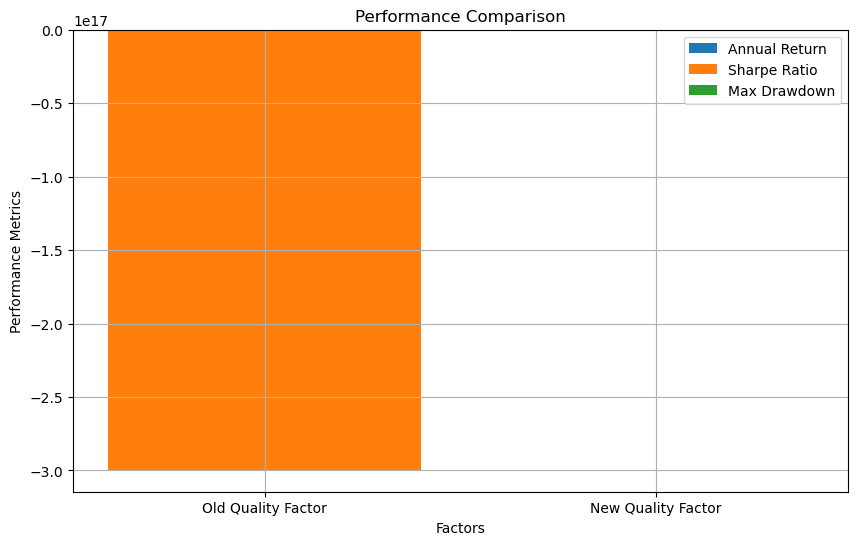 Performance Comparison
1e17
0.0
−0.5
−1.0
−1.5
−2.0
−2.5
−3.0
Performance Metrics
Annual Return
Sharpe Ratio
Max Drawdown
Old Quality Factor
New Quality Factor
Factors